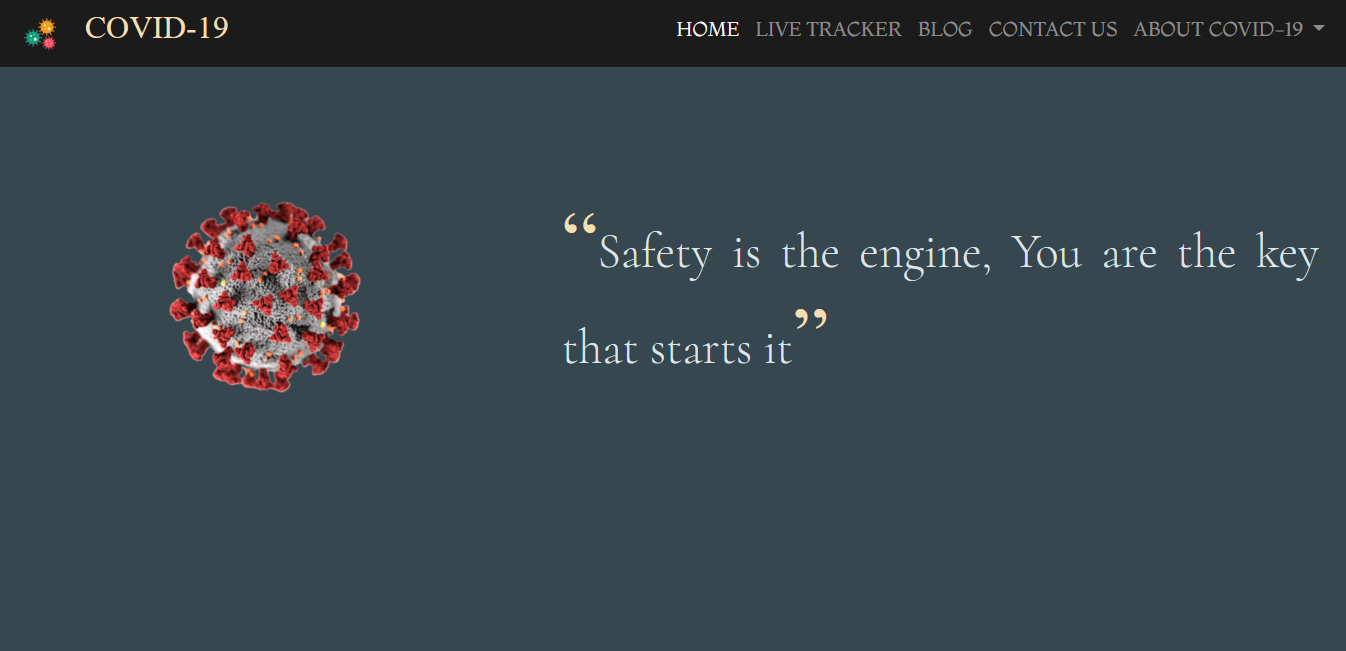 COVID-19
HOME LIVE TRACKER BLOG CONTACT US ABOUT COVID-19
“Safety is the engine, You are the key
that starts it”